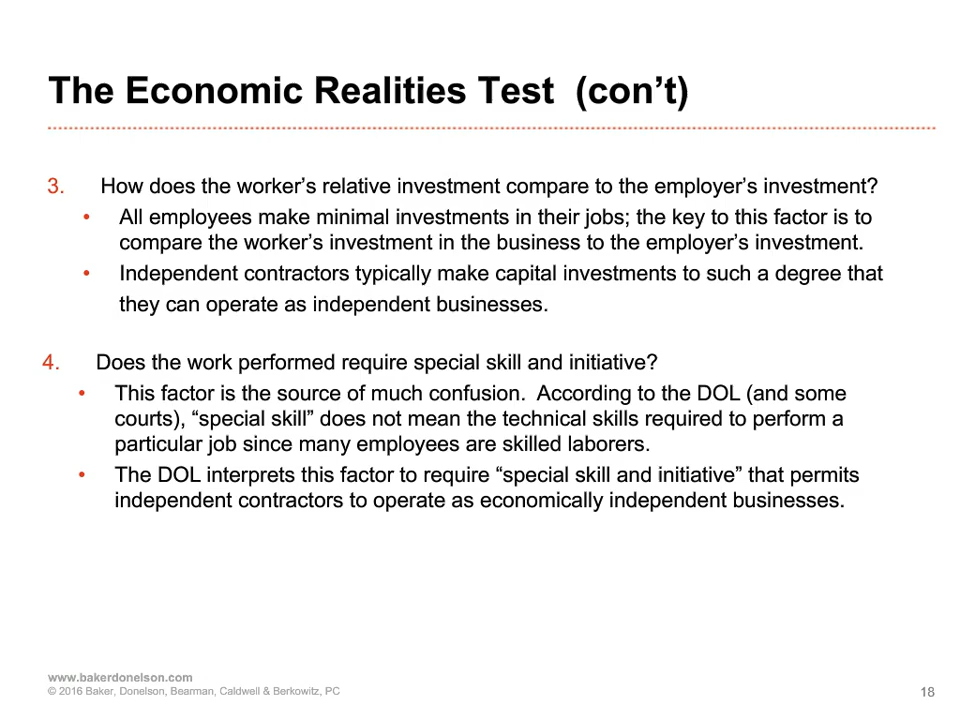 The Economic Realities Test  (con’t)
3. How does the worker’s relative investment compare to the employer’s investment?
• All employees make minimal investments in their jobs; the key to this factor is to
compare the worker’s investment in the business to the employer’s investment.
• Independent contractors typically make capital investments to such a degree that
they can operate as independent businesses.
4. Does the work performed require special skill and initiative?
• This factor is the source of much confusion.  According to the DOL (and some
courts), “special skill” does not mean the technical skills required to perform a
particular job since many employees are skilled laborers.
• The DOL interprets this factor to require “special skill and initiative” that permits
independent contractors to operate as economically independent businesses.
www.bakerdonelson.com
© 2016 Baker, Donelson, Bearman, Caldwell & Berkowitz, PC
18